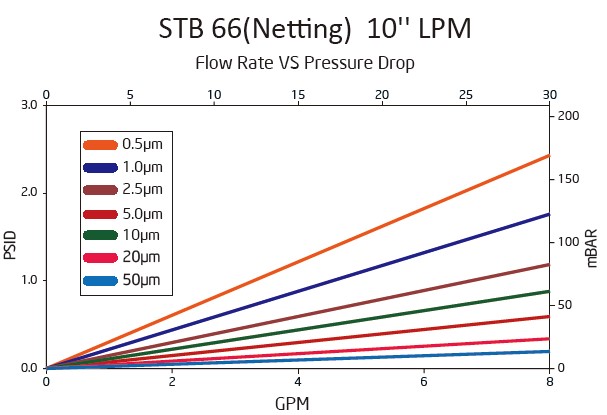 STB 66(Netting) 10'' LPM
Flow Rate VS Pressure Drop
0 5 10 15 20 25 30
3.0
2.0
1.0
0.0
PSID
0.5µm
1.0µm
2.5µm
5.0µm
10µm
20µm
50µm
200
150
100
50
0
mBAR
0 2 4 6 8
GPM